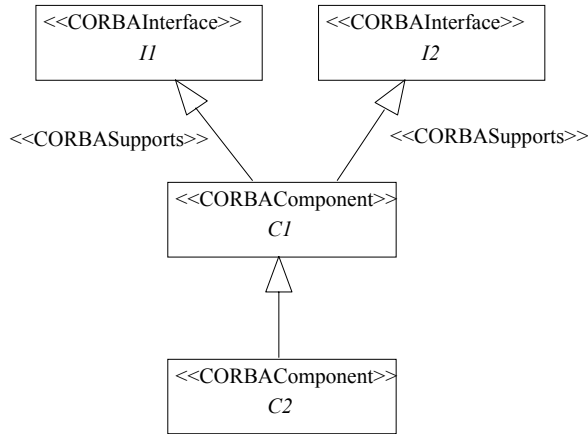 <<CORBAInterface>>
I1
<<CORBAInterface>>
I2
<<CORBASupports>>
<<CORBASupports>>
<<CORBAComponent>>
C1
<<CORBAComponent>>
C2